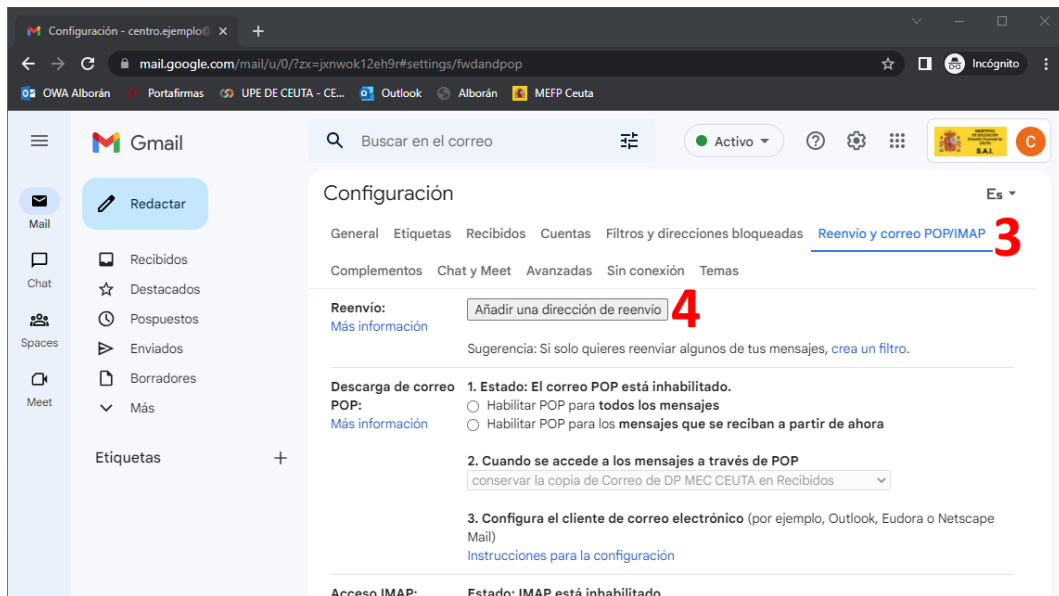 Configuración - centro.ejemplo@
mail.google.com/mail/u/0/?zx=jxnwok12eh9r#settings/fwdandpop
Incógnito
OWA Alborán Portafirmas UPE DE CEUTA - CE... Outlook Alborán MEFP Ceuta
Gmail
Buscar en el correo
Activo
S.A.I.
C
Mail
Chat
Spaces
Meet
Redactar
Recibidos
Destacados
Pospuestos
Enviados
Borradores
Más
Etiquetas
Configuración
Es
General Etiquetas Recibidos Cuentas Filtros y direcciones bloqueadas Reenvío y correo POP/IMAP 3
Complementos Chat y Meet Avanzadas Sin conexión Temas
Reenvío: Añadir una dirección de reenvío 4
Más información
Sugerencia: Si solo quieres reenviar algunos de tus mensajes, crea un filtro.
Descarga de correo POP:
Más información
1. Estado: El correo POP está inhabilitado.
Habilitar POP para todos los mensajes
Habilitar POP para los mensajes que se reciban a partir de ahora
2. Cuando se accede a los mensajes a través de POP
conservar la copia de Correo de DP MEC CEUTA en Recibidos
3. Configura el cliente de correo electrónico (por ejemplo, Outlook, Eudora o Netscape
Mail)
Instrucciones para la configuración
Acceso IMAP: Estado: IMAP está inhabilitado